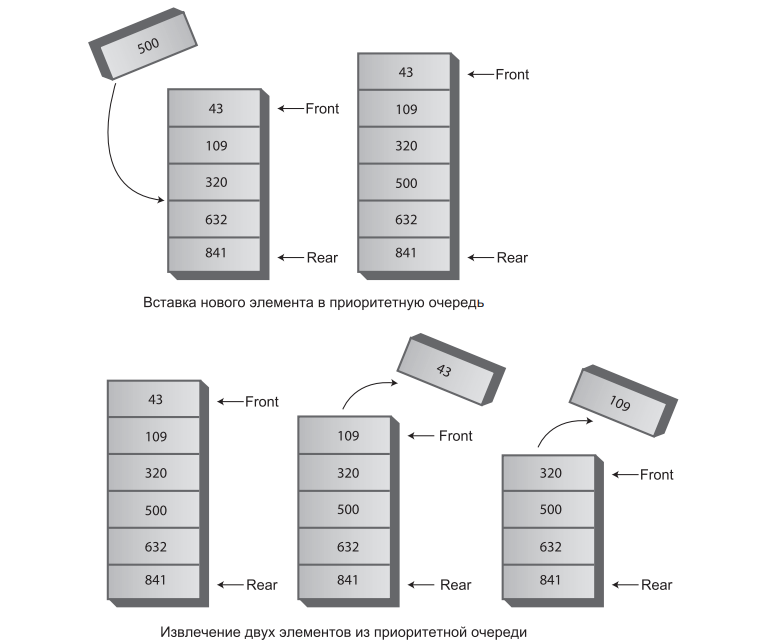 500
43
109
320
632
841
Front
Rear
43
109
320
500
632
841
Front
Rear
Вставка нового элемента в приоритетную очередь
43
109
320
500
632
841
Front
Rear
43
109
320
500
632
841
Front
Rear
109
320
500
632
841
Front
Rear
Извлечение двух элементов из приоритетной очереди